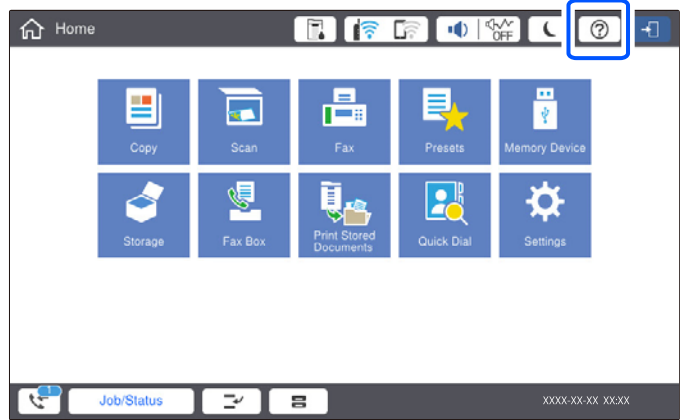 Home
OFF
?
Copy
Scan
Fax
Presets
Memory Device
Storage
Fax Box
Print Stored
Documents
Quick Dial
Settings
1
Job/Status
XXXX-XX-XX XX:XX